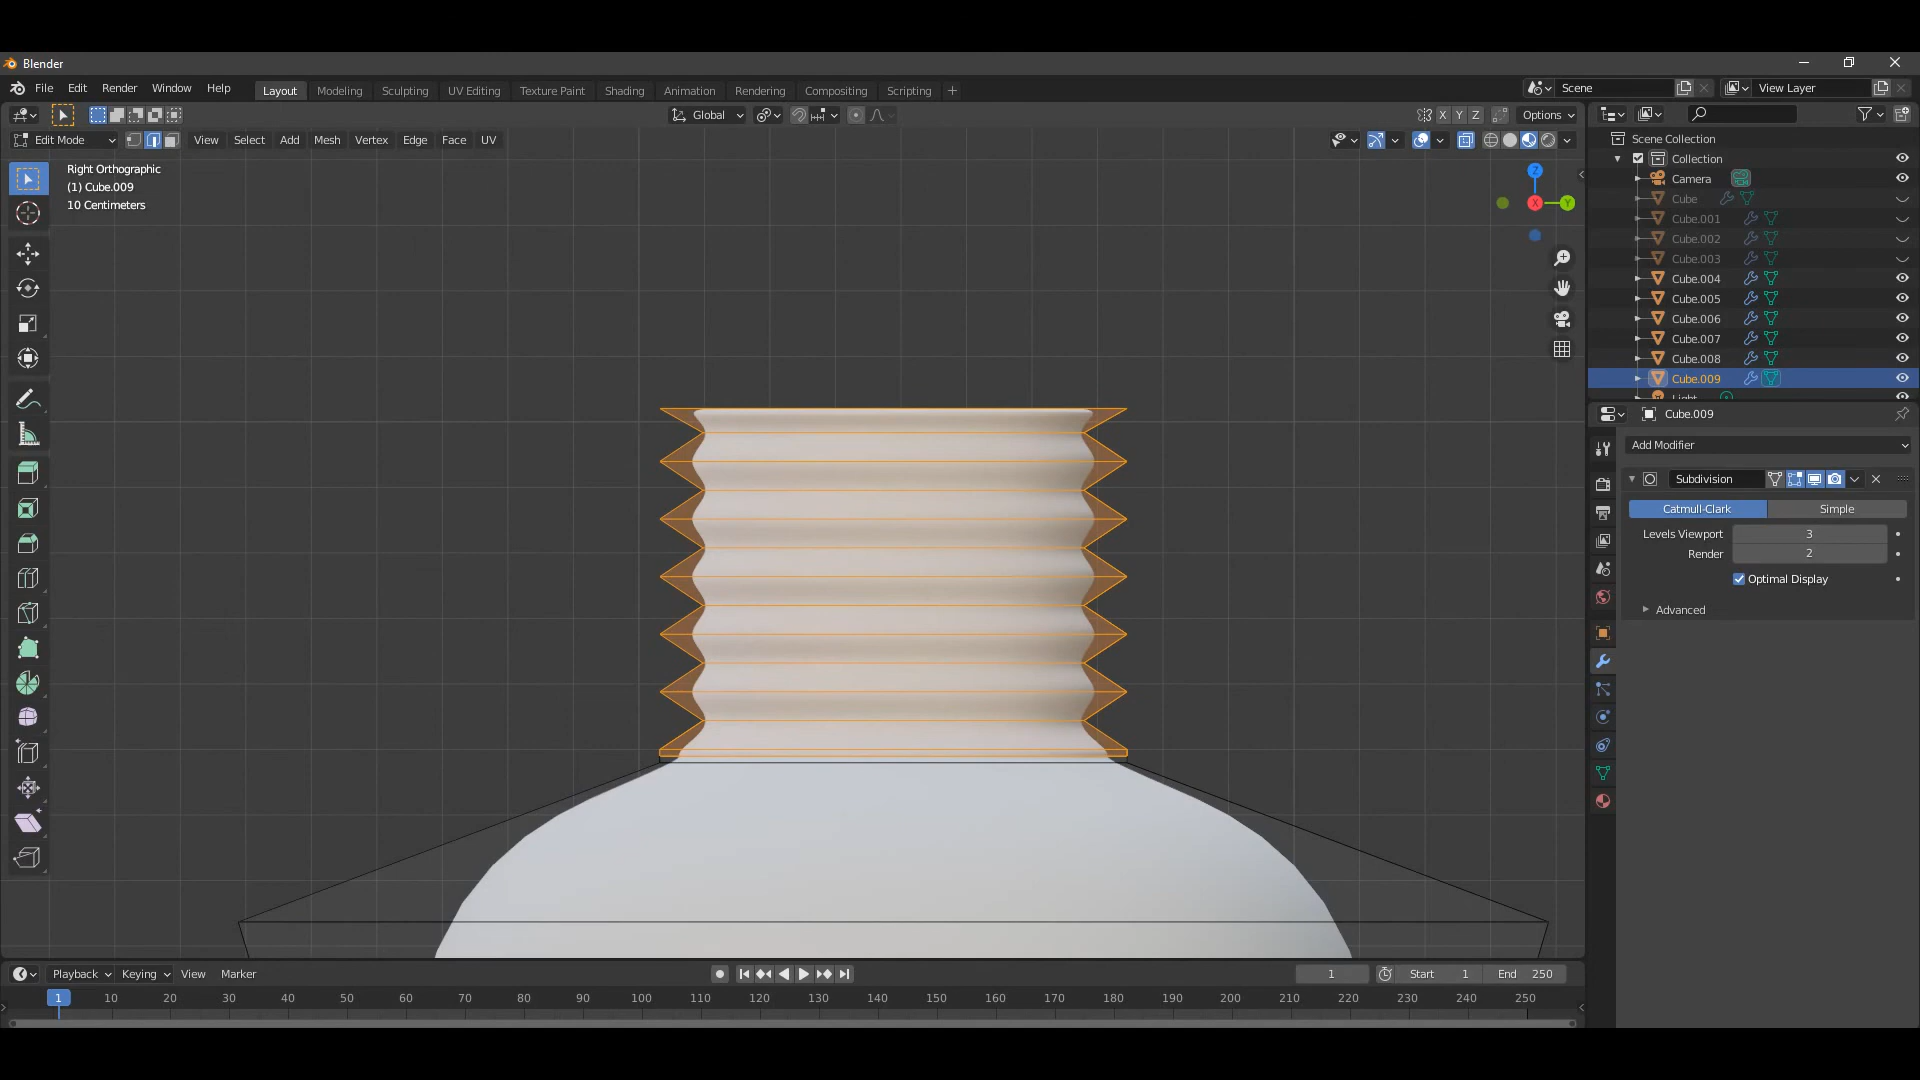 Blender
File Edit Render Window Help
Layout Modeling Sculpting UV Editing Texture Paint Shading Animation Rendering Compositing Scripting +
Scene
View Layer
Global
X Y Z Options
Edit Mode View Select Add Mesh Vertex Edge Face UV
Right Orthographic
(1) Cube.009
10 Centimeters
Z
X
Y
Scene Collection
Collection
Camera
Cube
Cube.001
Cube.002
Cube.003
Cube.004
Cube.005
Cube.006
Cube.007
Cube.008
Cube.009
Light
Cube.009
Add Modifier
Subdivision
Catmull-Clark Simple
Levels Viewport 3
Render 2
Optimal Display
Advanced
Playback Keying View Marker
1 Start 1 End 250
1 10 20 30 40 50 60 70 80 90 100 110 120 130 140 150 160 170 180 190 200 210 220 230 240 250